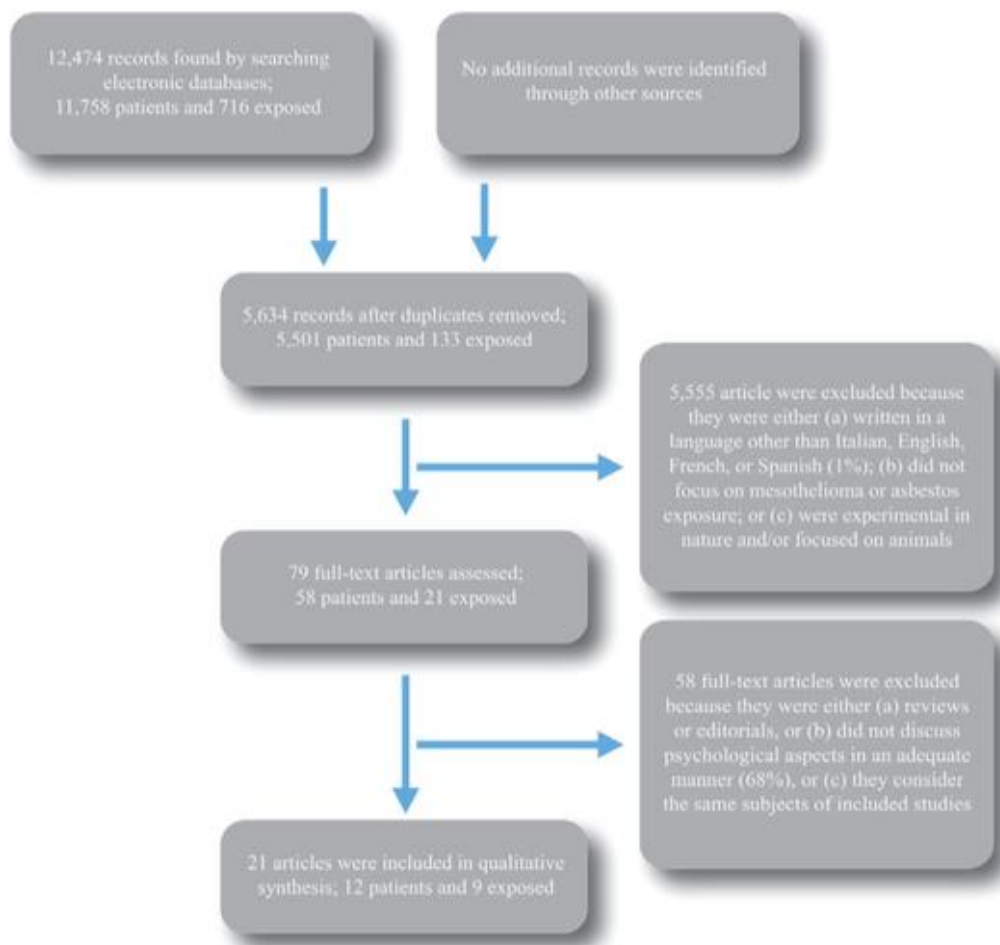 12,474 records found by searching
electronic databases;
11,758 patients and 716 exposed
No additional records were identified
through other sources
5,634 records after duplicates removed;
5,501 patients and 133 exposed
5,555 article were excluded because
they were either (a) written in a
language other than Italian, English,
French, or Spanish (1%); (b) did not
focus on mesothelioma or asbestos
exposure; or (c) were experimental in
nature and/or focused on animals
79 full-text articles assessed;
58 patients and 21 exposed
58 full-text articles were excluded
because they were either (a) reviews
or editorials, or (b) did not discuss
psychological aspects in an adequate
manner (68%), or (c) they consider
the same subjects of included studies
21 articles were included in qualitative
synthesis; 12 patients and 9 exposed